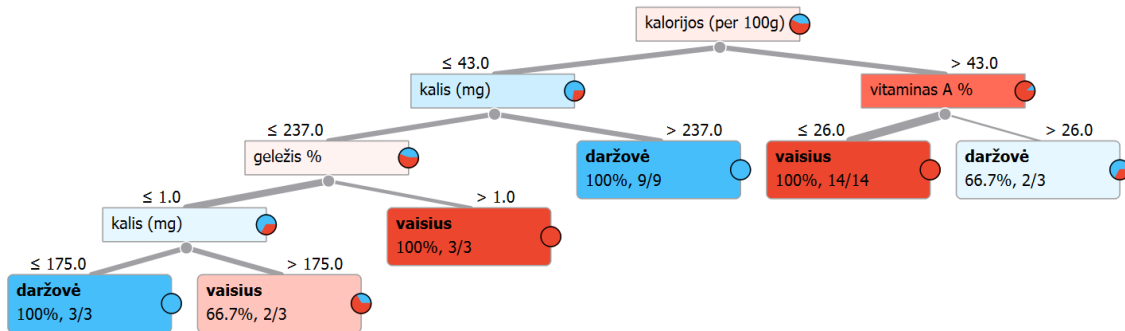 kalorijos (per 100g)
≤ 43.0
> 43.0
kalis (mg)
vitaminas A %
≤ 237.0
> 237.0
≤ 26.0
> 26.0
geležis %
daržovė
100%, 9/9
vaisius
100%, 14/14
daržovė
66.7%, 2/3
≤ 1.0
> 1.0
kalis (mg)
vaisius
100%, 3/3
≤ 175.0
> 175.0
daržovė
100%, 3/3
vaisius
66.7%, 2/3